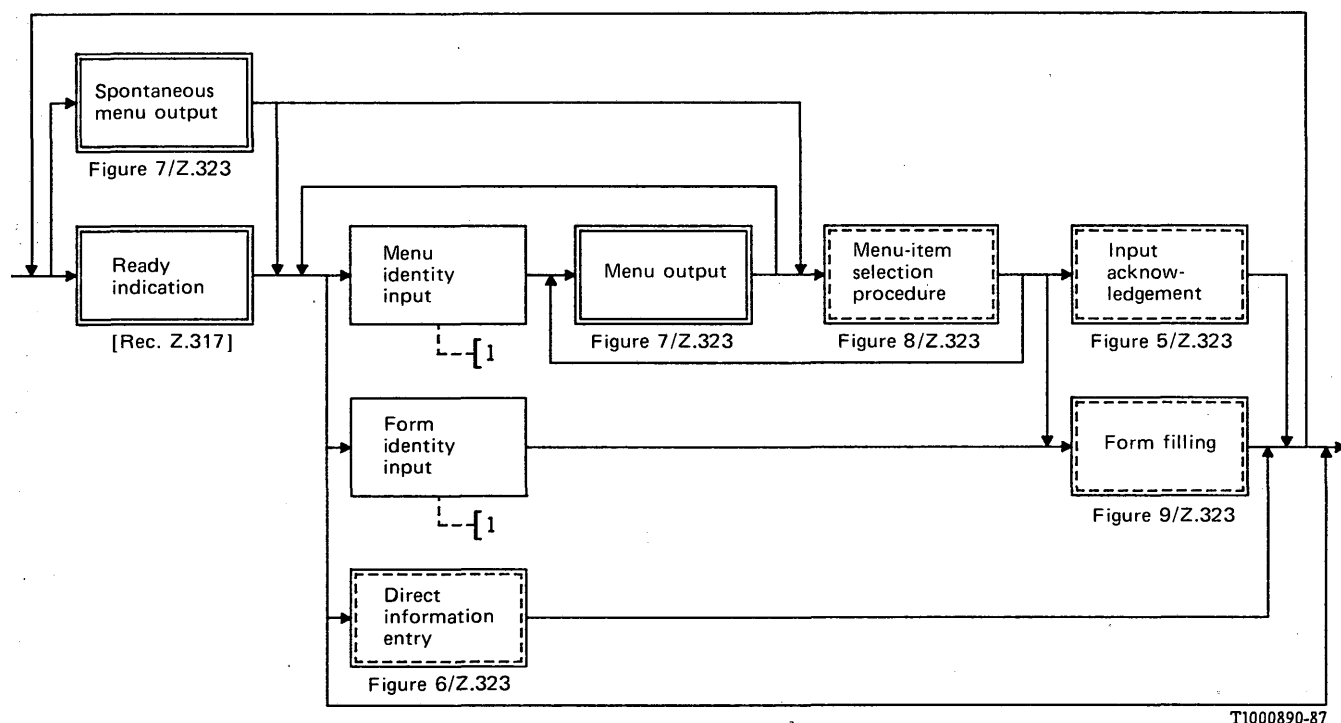 Spontaneous
menu output
Figure 7/Z.323
Ready
indication
[Rec. Z.317]
Menu
identity
input
[1
Menu output
Figure 7/Z.323
Menu-item
selection
procedure
Figure 8/Z.323
Input
acknow-
ledgement
Figure 5/Z.323
Form
identity
input
[1
Form filling
Figure 9/Z.323
Direct
information
entry
Figure 6/Z.323
T1000890-87